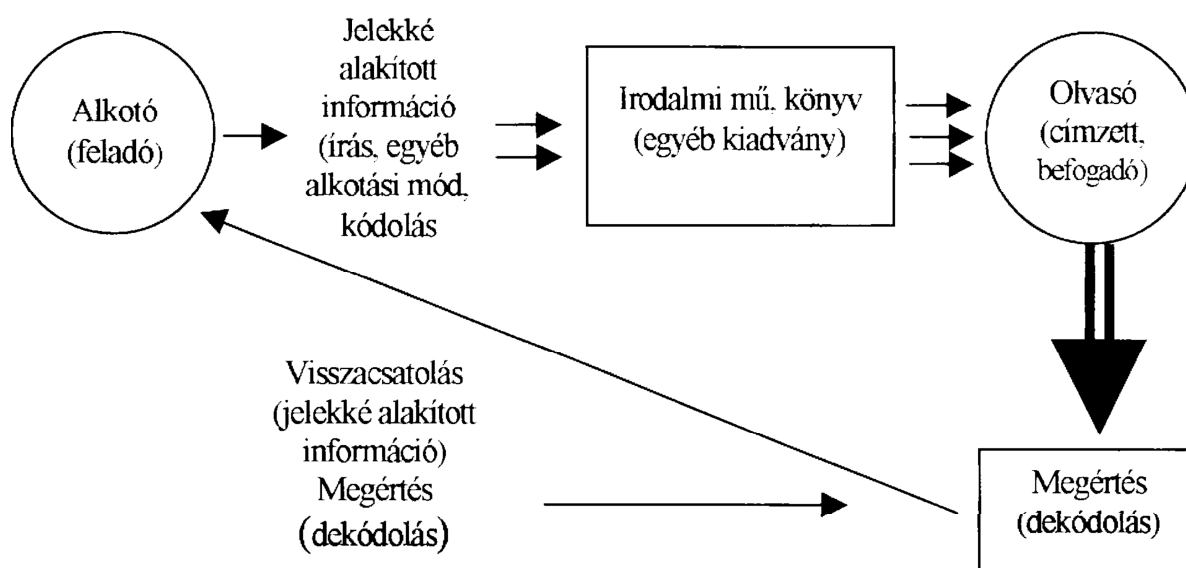 Alkotó
(feladó)
Jelekké
alakított
információ
(írás, egyéb
alkotási mód,
kódolás
Irodalmi mű, könyv
(egyéb kiadvány)
Olvasó
(címzett,
befogadó)
Visszacsatolás
(jelekké alakított
információ)
Megértés
(dekódolás)
Megértés
(dekódolás)